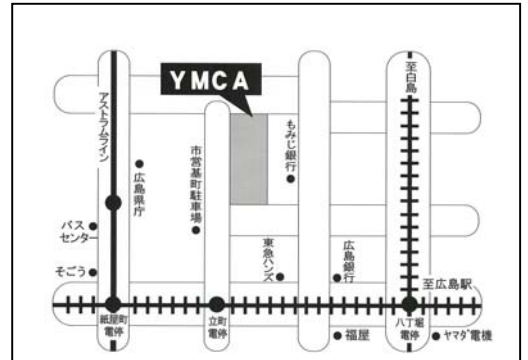 YMCA
至白島
アストラムライン
もみじ銀行
広島県庁
市営基町駐車場
バス
センター
そごう
東急ハンズ
広島銀行
至広島駅
紙屋町
電停
立町
電停
八丁堀
電停
福屋
ヤマダ電機